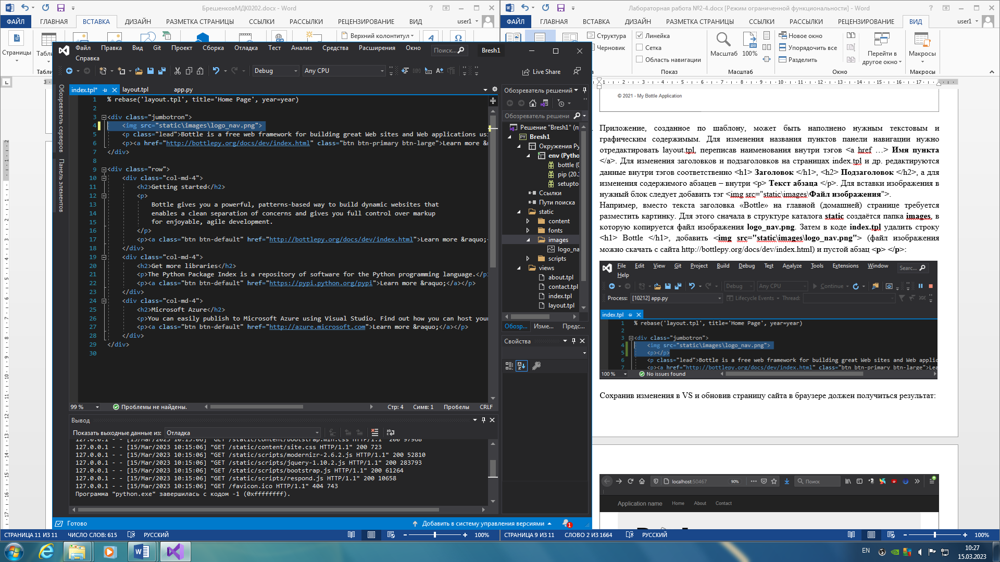 БрешенковМДК0202.docx - Word
ФАЙЛ ГЛАВНАЯ ВСТАВКА ДИЗАЙН РАЗМЕТКА СТРАНИЦЫ ССЫЛКИ РАССЫЛКИ РЕЦЕНЗИРОВАНИЕ ВИД user1
Страницы
Верхний колонтитул
Лабораторная работа №2-4.docx [Режим ограниченной функциональности] - Word
ФАЙЛ ГЛАВНАЯ ВСТАВКА ДИЗАЙН РАЗМЕТКА СТРАНИЦЫ ССЫЛКИ РАССЫЛКИ РЕЦЕНЗИРОВАНИЕ ВИД user1
Структура
Черновик
Линейка
Сетка
Область навигации
Показ
Масштаб 100%
Масштаб
Новое окно
Упорядочить все
Разделить
Перейти в
другое окно
Окно
Макросы
Макросы
Файл Правка Вид Git Проект Сборка Отладка Тест Анализ Средства Расширения Окно
Справка
Поиск...
Bresh1
Debug Any CPU
Live Share
Обозреватель серверов
Панель элементов
index.tpl* layout.tpl app.py
1 % rebase('layout.tpl', title='Home Page', year=year)
2
3 <div class="jumbotron">
4 <img src="static\images\logo_nav.png">
5 <p class="lead">Bottle is a free web framework for building great Web sites and Web applications usi
6 <p><a href="http://bottlepy.org/docs/dev/index.html" class="btn btn-primary btn-large">Learn more &
7 </div>
8
9 <div class="row">
10 <div class="col-md-4">
11 <h2>Getting started</h2>
12 <p>
13 Bottle gives you a powerful, patterns-based way to build dynamic websites that
14 enables a clean separation of concerns and gives you full control over markup
15 for enjoyable, agile development.
16 </p>
17 <p><a class="btn btn-default" href="http://bottlepy.org/docs/dev/index.html">Learn more &raquo;<
18 </div>
19 <div class="col-md-4">
20 <h2>Get more libraries</h2>
21 <p>The Python Package Index is a repository of software for the Python programming language.</p
22 <p><a class="btn btn-default" href="https://pypi.python.org/pypi">Learn more &raquo;</a></p>
23 </div>
24 <div class="col-md-4">
25 <h2>Microsoft Azure</h2>
26 <p>You can easily publish to Microsoft Azure using Visual Studio. Find out how you can host your
27 <p><a class="btn btn-default" href="http://azure.microsoft.com">Learn more &raquo;</a></p>
28 </div>
29 </div>
30
99 % Проблемы не найдены. Стр: 4 Симв: 1 Пробелы CRLF
Вывод
Показать выходные данные из: Отладка
127.0.0.1 - - [15/Mar/2023 10:15:06] "GET /static/content/bootstrap.min.css HTTP/1.1" 200 97968
127.0.0.1 - - [15/Mar/2023 10:15:06] "GET /static/content/site.css HTTP/1.1" 200 723
127.0.0.1 - - [15/Mar/2023 10:15:06] "GET /static/scripts/modernizr-2.6.2.js HTTP/1.1" 200 52810
127.0.0.1 - - [15/Mar/2023 10:15:06] "GET /static/scripts/jquery-1.10.2.js HTTP/1.1" 200 283793
127.0.0.1 - - [15/Mar/2023 10:15:06] "GET /static/scripts/bootstrap.js HTTP/1.1" 200 61264
127.0.0.1 - - [15/Mar/2023 10:15:06] "GET /static/scripts/respond.js HTTP/1.1" 200 10658
127.0.0.1 - - [15/Mar/2023 10:15:06] "GET /favicon.ico HTTP/1.1" 404 743
Программа "python.exe" завершилась с кодом -1 (0xffffffff).
Обозреватель решений
Обозреватель решени
Решение "Bresh1" (п
Bresh1
Окружения Py
env (Pytho
bottle (0
pip (20.
setupto
Ссылки
Пути поиска
static
content
fonts
images
logo_na
scripts
views
about.tpl
contact.tpl
index.tpl
layout.tpl
Обозр... Изме... Предс...
Свойства
Готово Добавить в систему управления версиями 1
© 2021 - My Bottle Application
Приложение, созданное по шаблону, может быть наполнено нужным текстовым и
графическим содержимым. Для изменения названия пунктов панели навигации нужно
отредактировать layout.tpl, переписав наименования внутри тэгов <a href …> Имя пункта
</a>. Для изменения заголовков и подзаголовков на страницах index.tpl и др. редактируются
данные внутри тэгов соответственно <h1> Заголовок </h1>, <h2> Подзаголовок </h2>, а для
изменения содержимого абзацев – внутри <p> Текст абзаца </p>. Для вставки изображения в
нужный блок следует добавить тэг <img src="static\images\Файл изображения">.
Например, вместо текста заголовка «Bottle» на главной (домашней) странице требуется
разместить картинку. Для этого сначала в структуре каталога static создаётся папка images, в
которую копируется файл изображения logo_nav.png. Затем в коде index.tpl удалить строку
<h1> Bottle </h1>, добавить <img src="static\images\logo_nav.png"> (файл изображения
можно скачать с сайта http://bottlepy.org/docs/dev/index.html) и пустой абзац <p> </p>:
File Edit View Git Project Build Debug Test Analyze Tools Extensions Window
Help
Searc...
Debug Any CPU Continue
Process: [10212] app.py Lifecycle Events Thread:
index.tpl
1 % rebase('layout.tpl', title='Home Page', year=year)
2
3 <div class="jumbotron">
4 <img src="static\images\logo_nav.png">
5 <p></p>
6 <p class="lead">Bottle is a free web framework for building great Web sites and Web applic
7 <p><a href="http://bottlepy.org/docs/dev/index.html" class="btn btn-primary btn-large">Lea
100 % No issues found
Сохранив изменения в VS и обновив страницу сайта в браузере должен получиться результат:
localhost:50467 90% Поиск
Application name Home About Contact
СТРАНИЦА 11 ИЗ 11 ЧИСЛО СЛОВ: 615 РУССКИЙ 100%
СТРАНИЦА 9 ИЗ 11 СЛОВО 2 ИЗ 1664 РУССКИЙ 100%
EN
10:27
15.03.2023